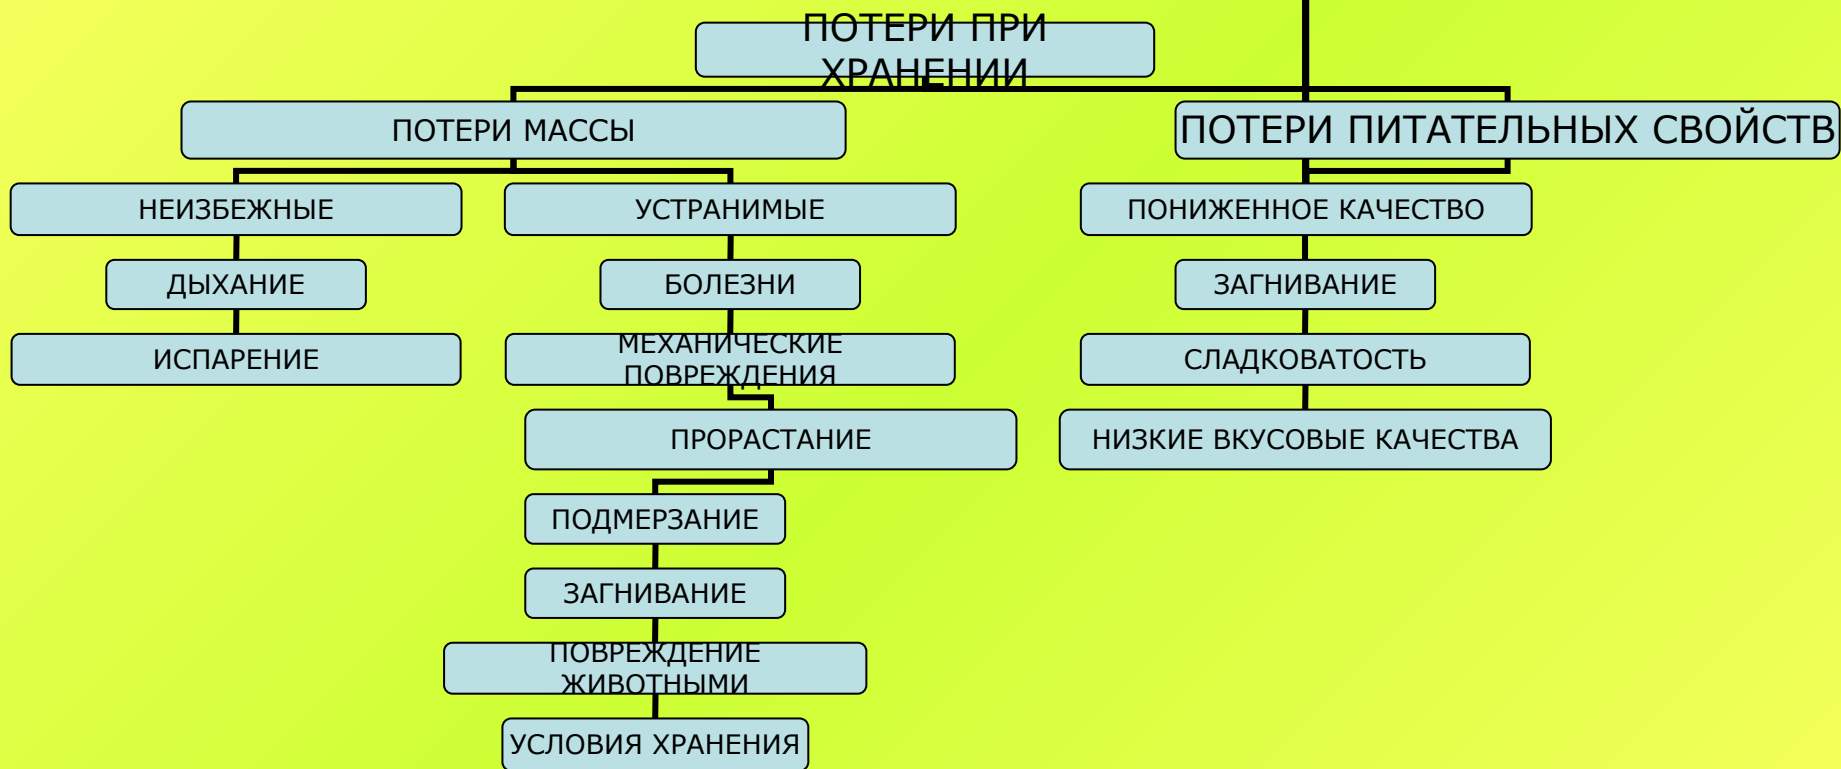 ПОТЕРИ ПРИ
ХРАНЕНИИ
ПОТЕРИ МАССЫ
ПОТЕРИ ПИТАТЕЛЬНЫХ СВОЙСТВ
НЕИЗБЕЖНЫЕ
УСТРАНИМЫЕ
ПОНИЖЕННОЕ КАЧЕСТВО
ДЫХАНИЕ
БОЛЕЗНИ
ЗАГНИВАНИЕ
ИСПАРЕНИЕ
МЕХАНИЧЕСКИЕ
ПОВРЕЖДЕНИЯ
СЛАДКОВАТОСТЬ
ПРОРАСТАНИЕ
НИЗКИЕ ВКУСОВЫЕ КАЧЕСТВА
ПОДМЕРЗАНИЕ
ЗАГНИВАНИЕ
ПОВРЕЖДЕНИЕ
ЖИВОТНЫМИ
УСЛОВИЯ ХРАНЕНИЯ